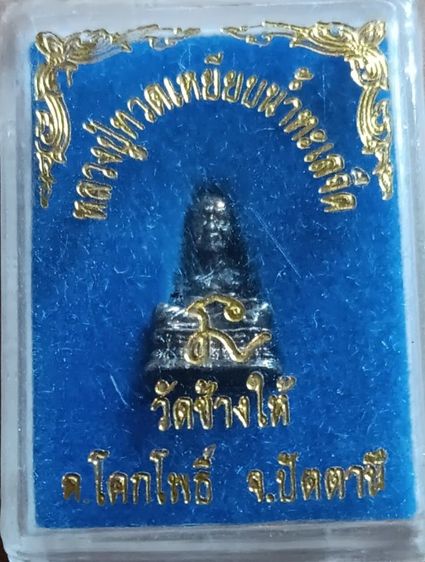 หลวงปู่ทวดเหยียบน้ำทะเลจืด
วัดช้างให้
ต.โคกโพธิ์ จ.ปัตตานี